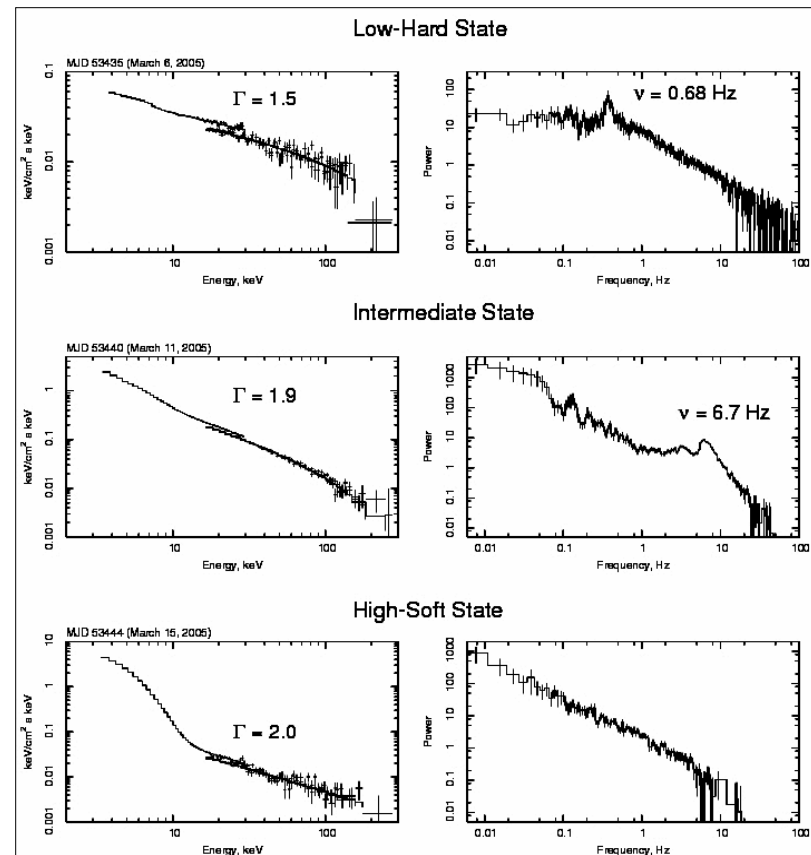 Low-Hard State
MJD 53435 (March 6, 2005)
Γ = 1.5
keV/cm² s keV
0.1
0.01
0.001
10
100
Energy, keV
ν = 0.68 Hz
Power
100
10
1
0.1
0.01
0.01
0.1
1
10
100
Frequency, Hz
Intermediate State
MJD 53440 (March 11, 2005)
Γ = 1.9
keV/cm² s keV
1
0.1
0.01
0.001
10
100
Energy, keV
ν = 6.7 Hz
Power
1000
100
10
1
0.1
0.01
0.01
0.1
1
10
100
Frequency, Hz
High-Soft State
MJD 53444 (March 15, 2005)
Γ = 2.0
keV/cm² s keV
10
1
0.1
0.01
0.001
10
100
Energy, keV
Power
1000
100
10
1
0.1
0.01
0.01
0.1
1
10
100
Frequency, Hz